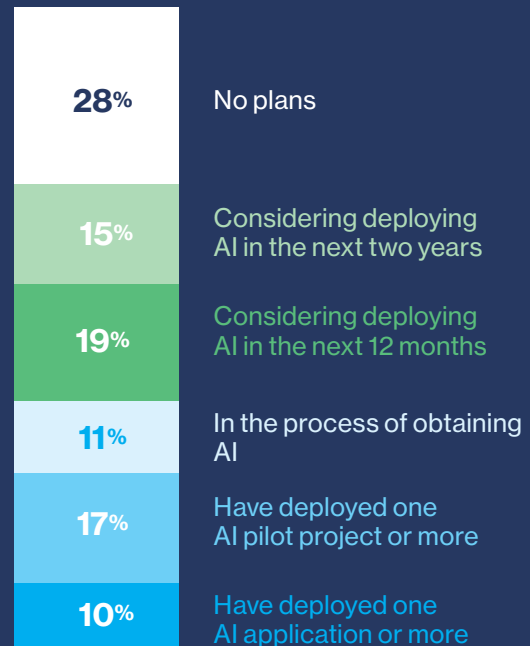 28%
No plans
15%
Considering deploying
AI in the next two years
19%
Considering deploying
AI in the next 12 months
11%
In the process of obtaining
AI
17%
Have deployed one
AI pilot project or more
10%
Have deployed one
AI application or more